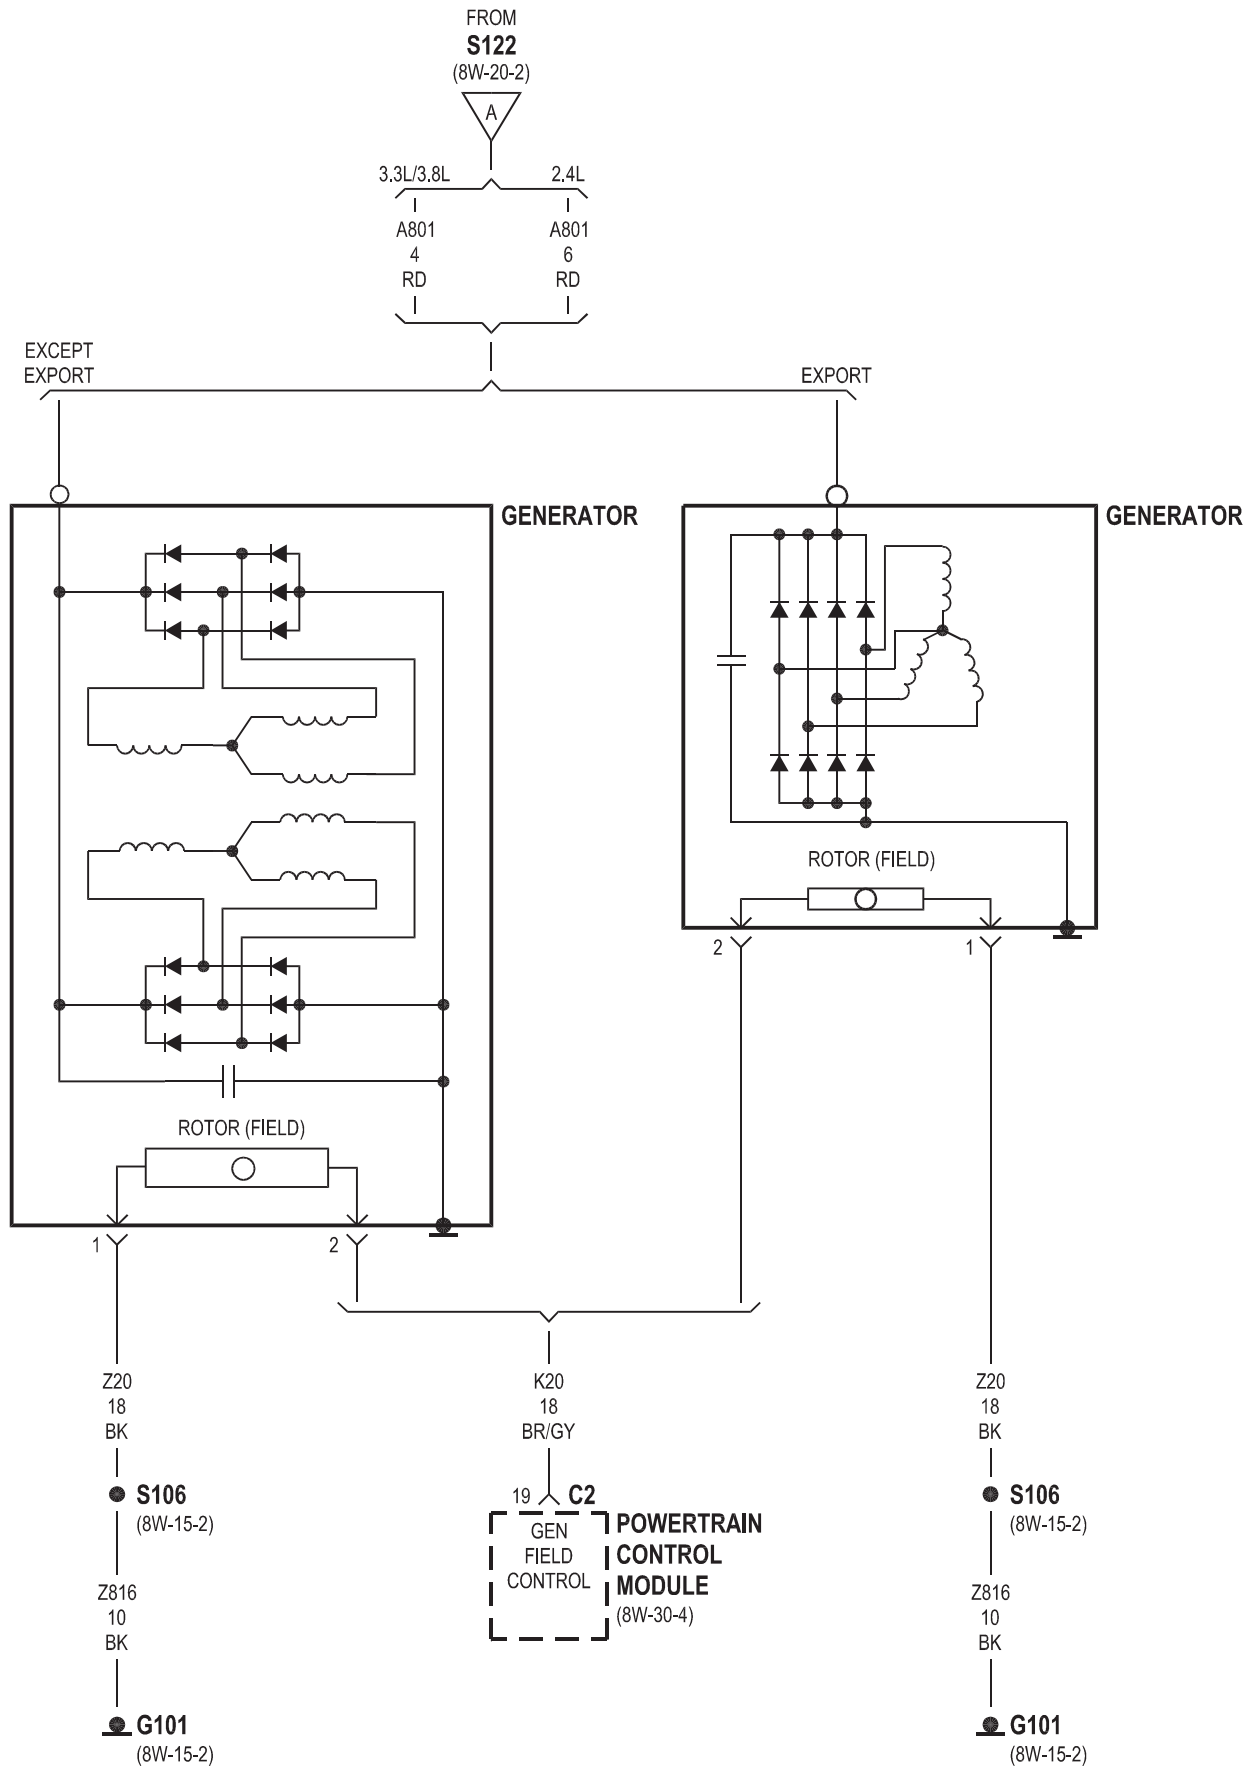 FROM
S122
(8W-20-2)
A
3.3L/3.8L
2.4L
A801
4
RD
A801
6
RD
EXCEPT
EXPORT
EXPORT
GENERATOR
GENERATOR
ROTOR (FIELD)
2
1
ROTOR (FIELD)
1
2
Z20
18
BK
K20
18
BR/GY
Z20
18
BK
S106
(8W-15-2)
19
C2
GEN
FIELD
CONTROL
POWERTRAIN
CONTROL
MODULE
(8W-30-4)
S106
(8W-15-2)
Z816
10
BK
Z816
10
BK
G101
(8W-15-2)
G101
(8W-15-2)